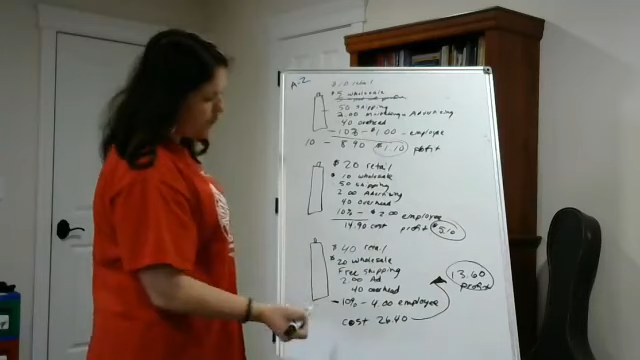 A-Z
$10 retail
$5 wholesale
50 shipping
2.00 Advertising
40 overhead
- 10% - $1.00 - employee
10 - 8.90 $1.10 profit
$20 retail
$10 wholesale
50 shipping
2.00 Advertising
40 overhead
10% - $2.00 employee
14.90 cost profit $5.10
$40 retail
$20 wholesale
Free shipping
2.00 Ad
40 overhead
- 10% - 4.00 employee
cost 26.40
13.60
profit